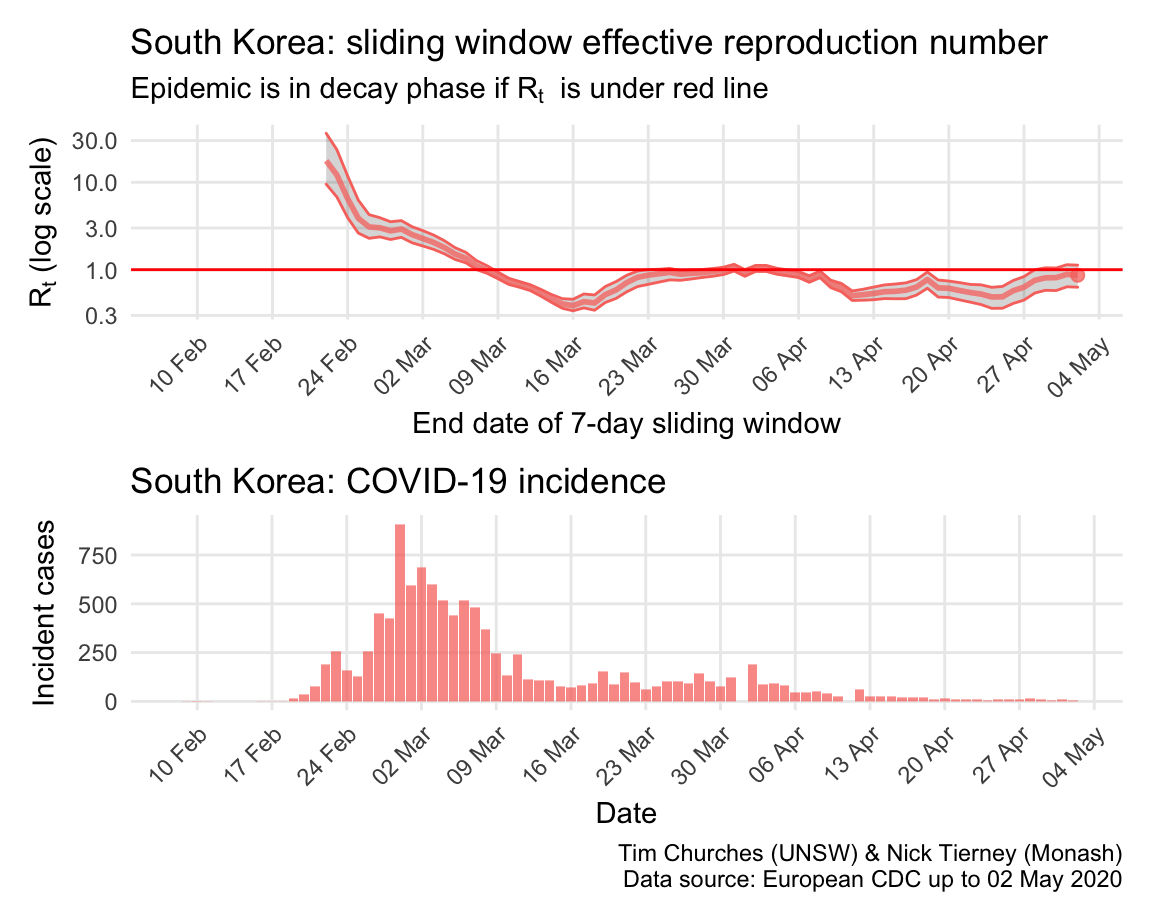 South Korea: sliding window effective reproduction number
Epidemic is in decay phase if Rt is under red line
Rt (log scale)
30.0
10.0
3.0
1.0
0.3
10 Feb
17 Feb
24 Feb
02 Mar
09 Mar
16 Mar
23 Mar
30 Mar
06 Apr
13 Apr
20 Apr
27 Apr
04 May
End date of 7-day sliding window
South Korea: COVID-19 incidence
Incident cases
750
500
250
0
10 Feb
17 Feb
24 Feb
02 Mar
09 Mar
16 Mar
23 Mar
30 Mar
06 Apr
13 Apr
20 Apr
27 Apr
04 May
Date
Tim Churches (UNSW) & Nick Tierney (Monash)
Data source: European CDC up to 02 May 2020